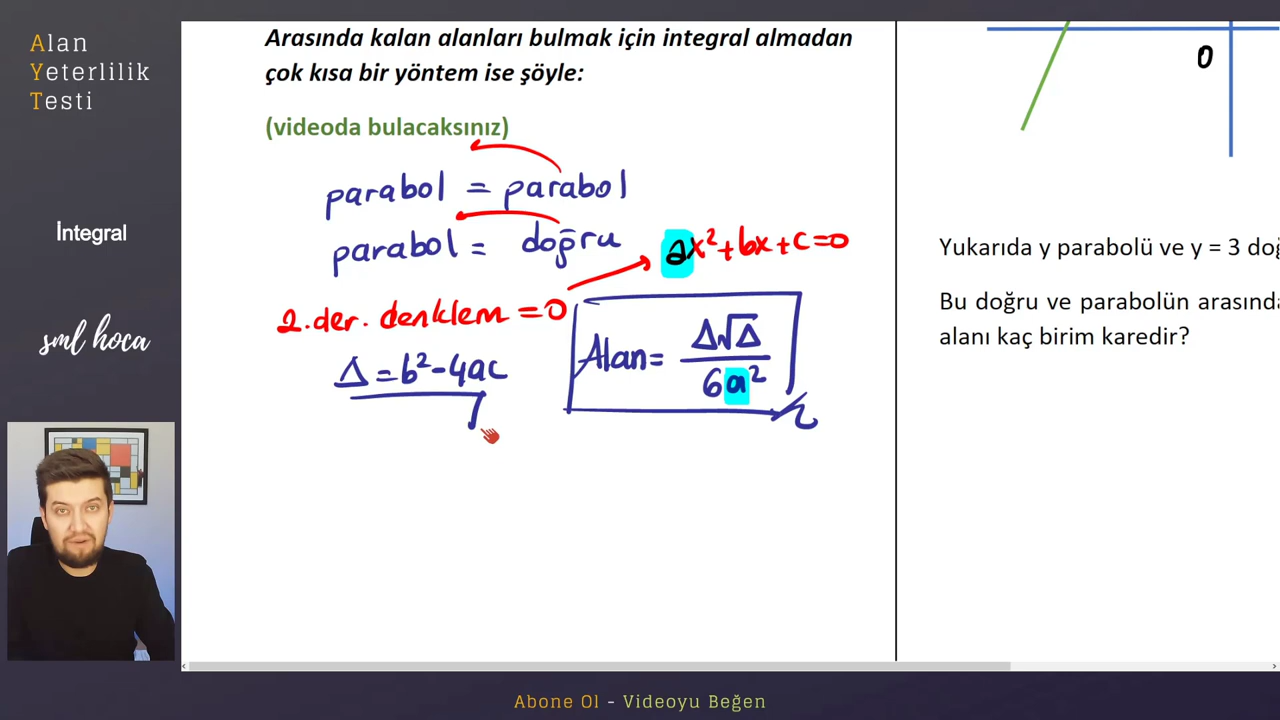 Alan
Yeterlilik
Testi
İntegral
sml hoca
Arasında kalan alanları bulmak için integral almadan
çok kısa bir yöntem ise şöyle:
(videoda bulacaksınız)
parabol = parabol
parabol = doğru
ax²+bx+c=0
2.der. denklem =0
Δ = b²-4ac
Alan= Δ√Δ / 6a²
0
Yukarıda y parabolü ve y = 3 doğ
Bu doğru ve parabolün arasında
alanı kaç birim karedir?
Abone Ol - Videoyu Beğen